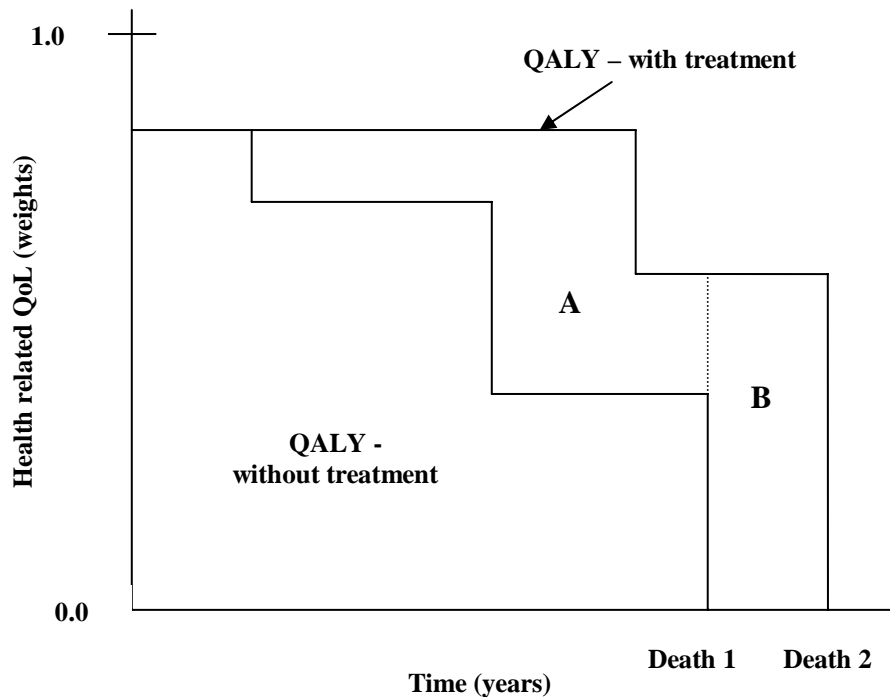 1.0
QALY – with treatment
Health related QoL (weights)
A
B
QALY -
without treatment
0.0
Death 1
Death 2
Time (years)